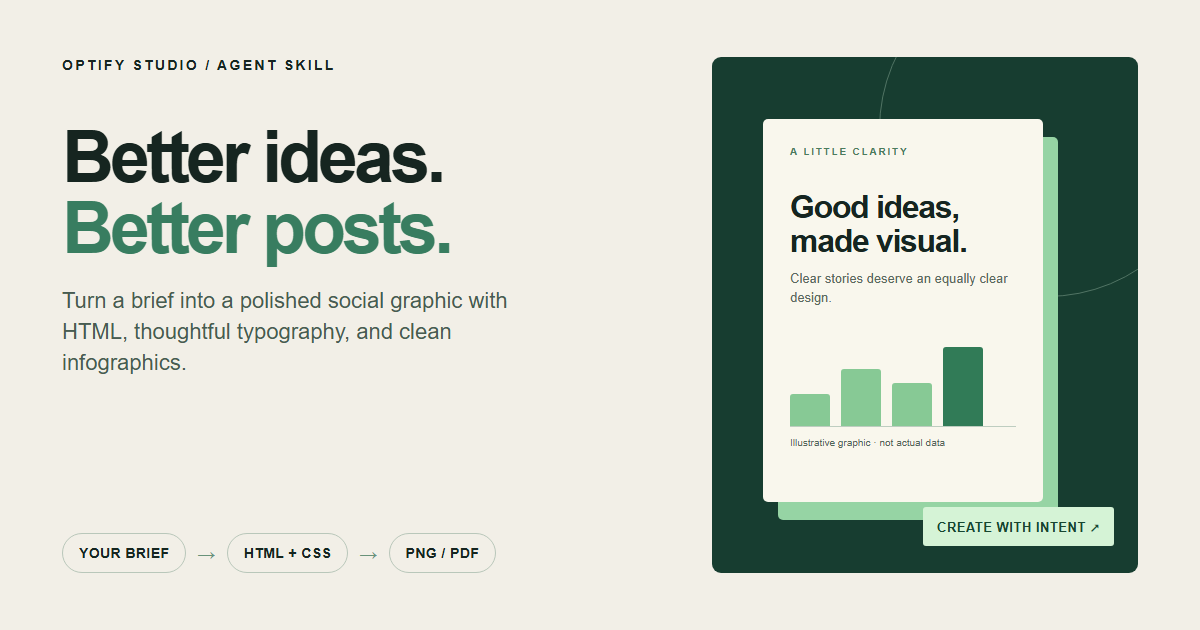 OPTIFY STUDIO / AGENT SKILL
Better ideas.
Better posts.
Turn a brief into a polished social graphic with
HTML, thoughtful typography, and clean
infographics.
YOUR BRIEF → HTML + CSS → PNG / PDF
A LITTLE CLARITY
Good ideas,
made visual.
Clear stories deserve an equally clear
design.
Illustrative graphic · not actual data
CREATE WITH INTENT ↗